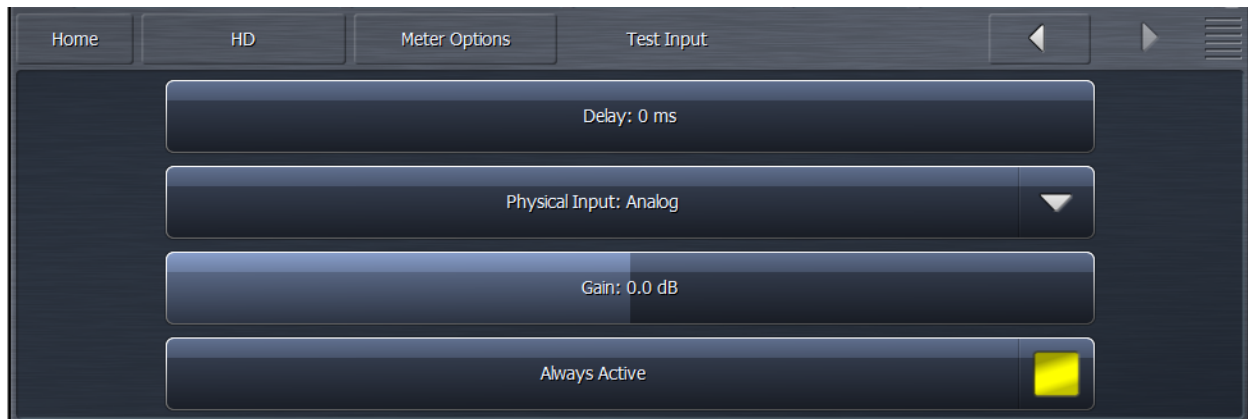 Home HD Meter Options Test Input
Delay: 0 ms
Physical Input: Analog
Gain: 0.0 dB
Always Active